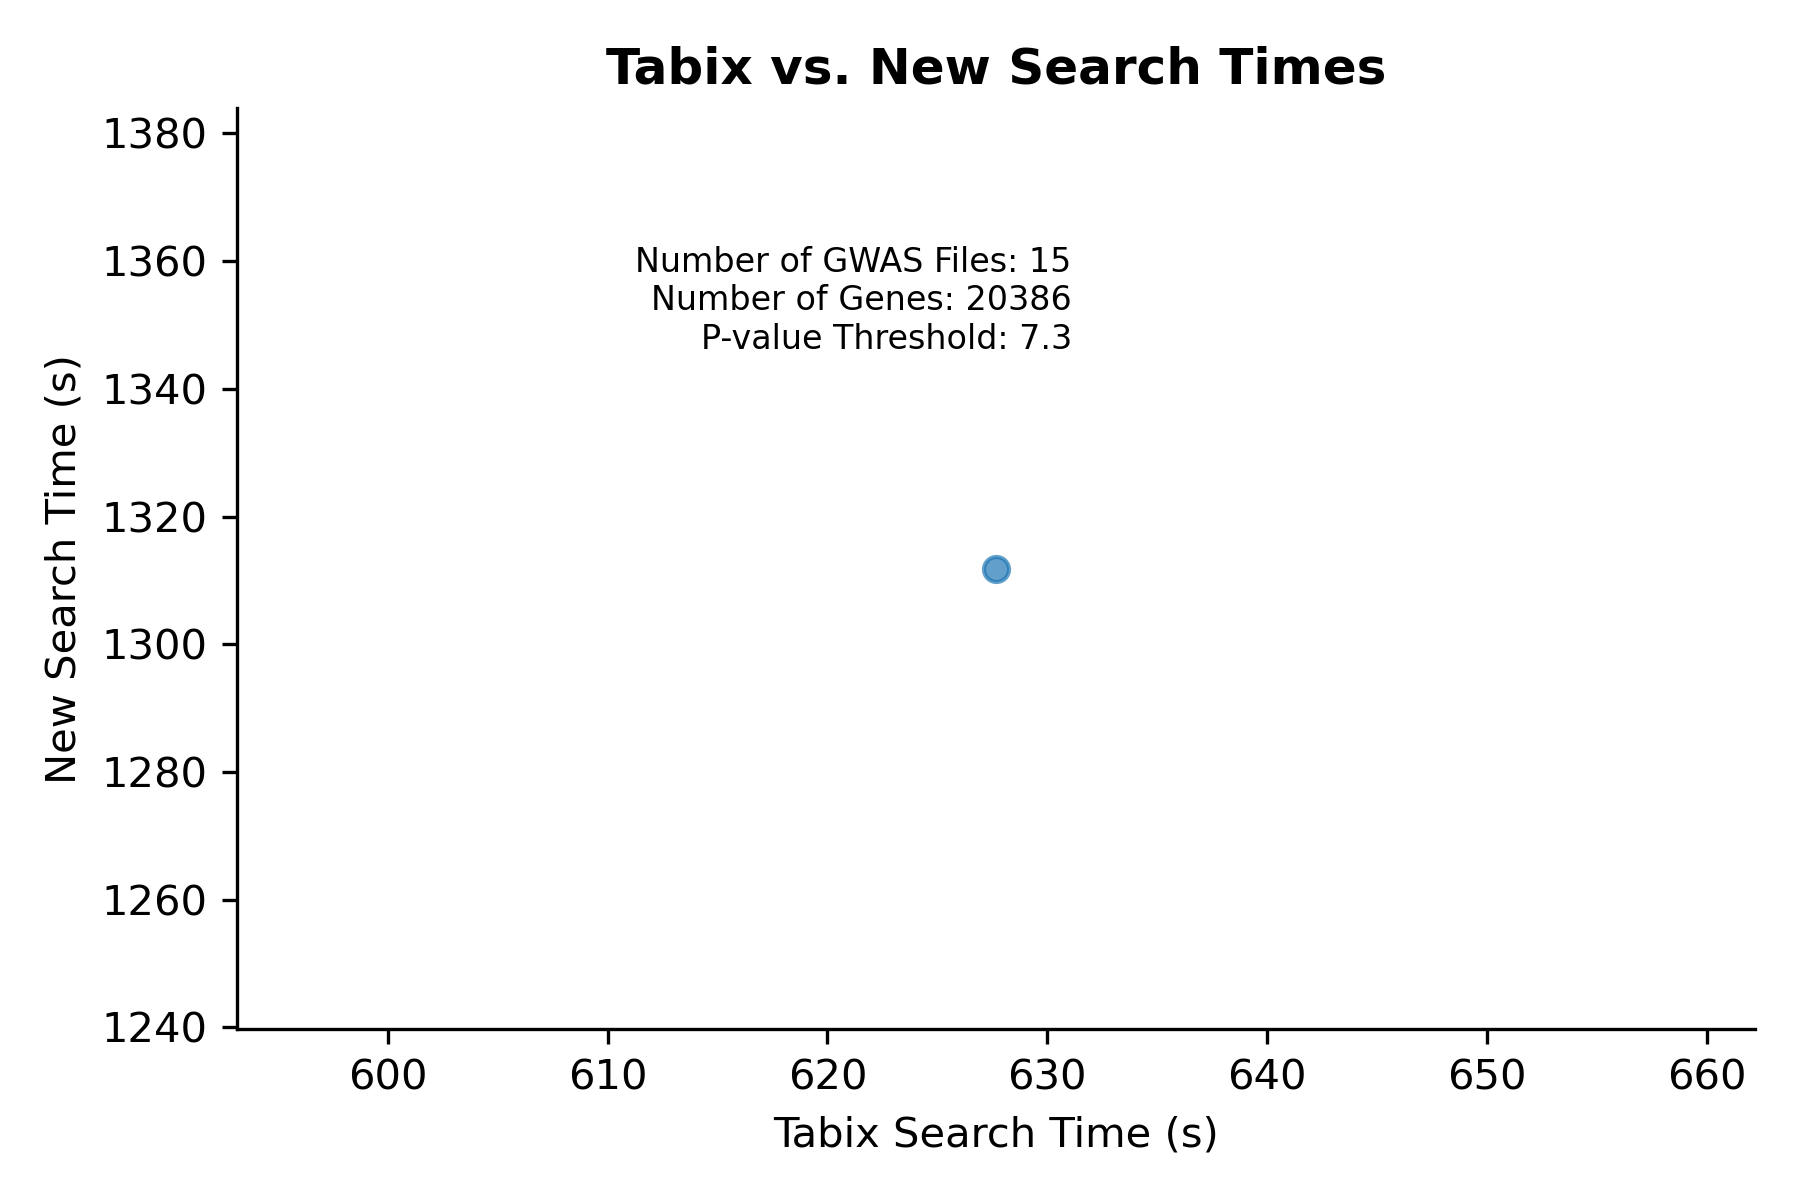 Tabix vs. New Search Times
1380
1360
1340
1320
1300
1280
1260
1240
New Search Time (s)
Number of GWAS Files: 15
Number of Genes: 20386
P-value Threshold: 7.3
600 610 620 630 640 650 660
Tabix Search Time (s)